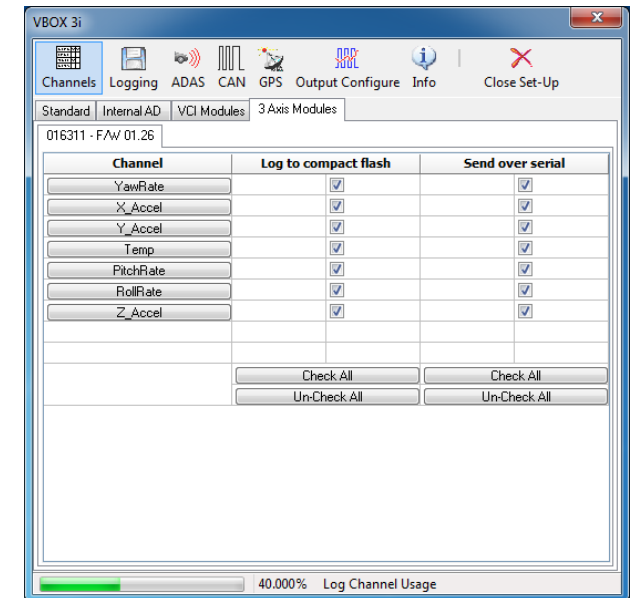 VBOX 3i
Channels Logging ADAS CAN GPS Output Configure Info Close Set-Up
Standard Internal AD VCI Modules 3 Axis Modules
016311 - F/W 01.26
Channel Log to compact flash Send over serial
YawRate
X_Accel
Y_Accel
Temp
PitchRate
RollRate
Z_Accel
Check All Check All
Un-Check All Un-Check All
40.000% Log Channel Usage